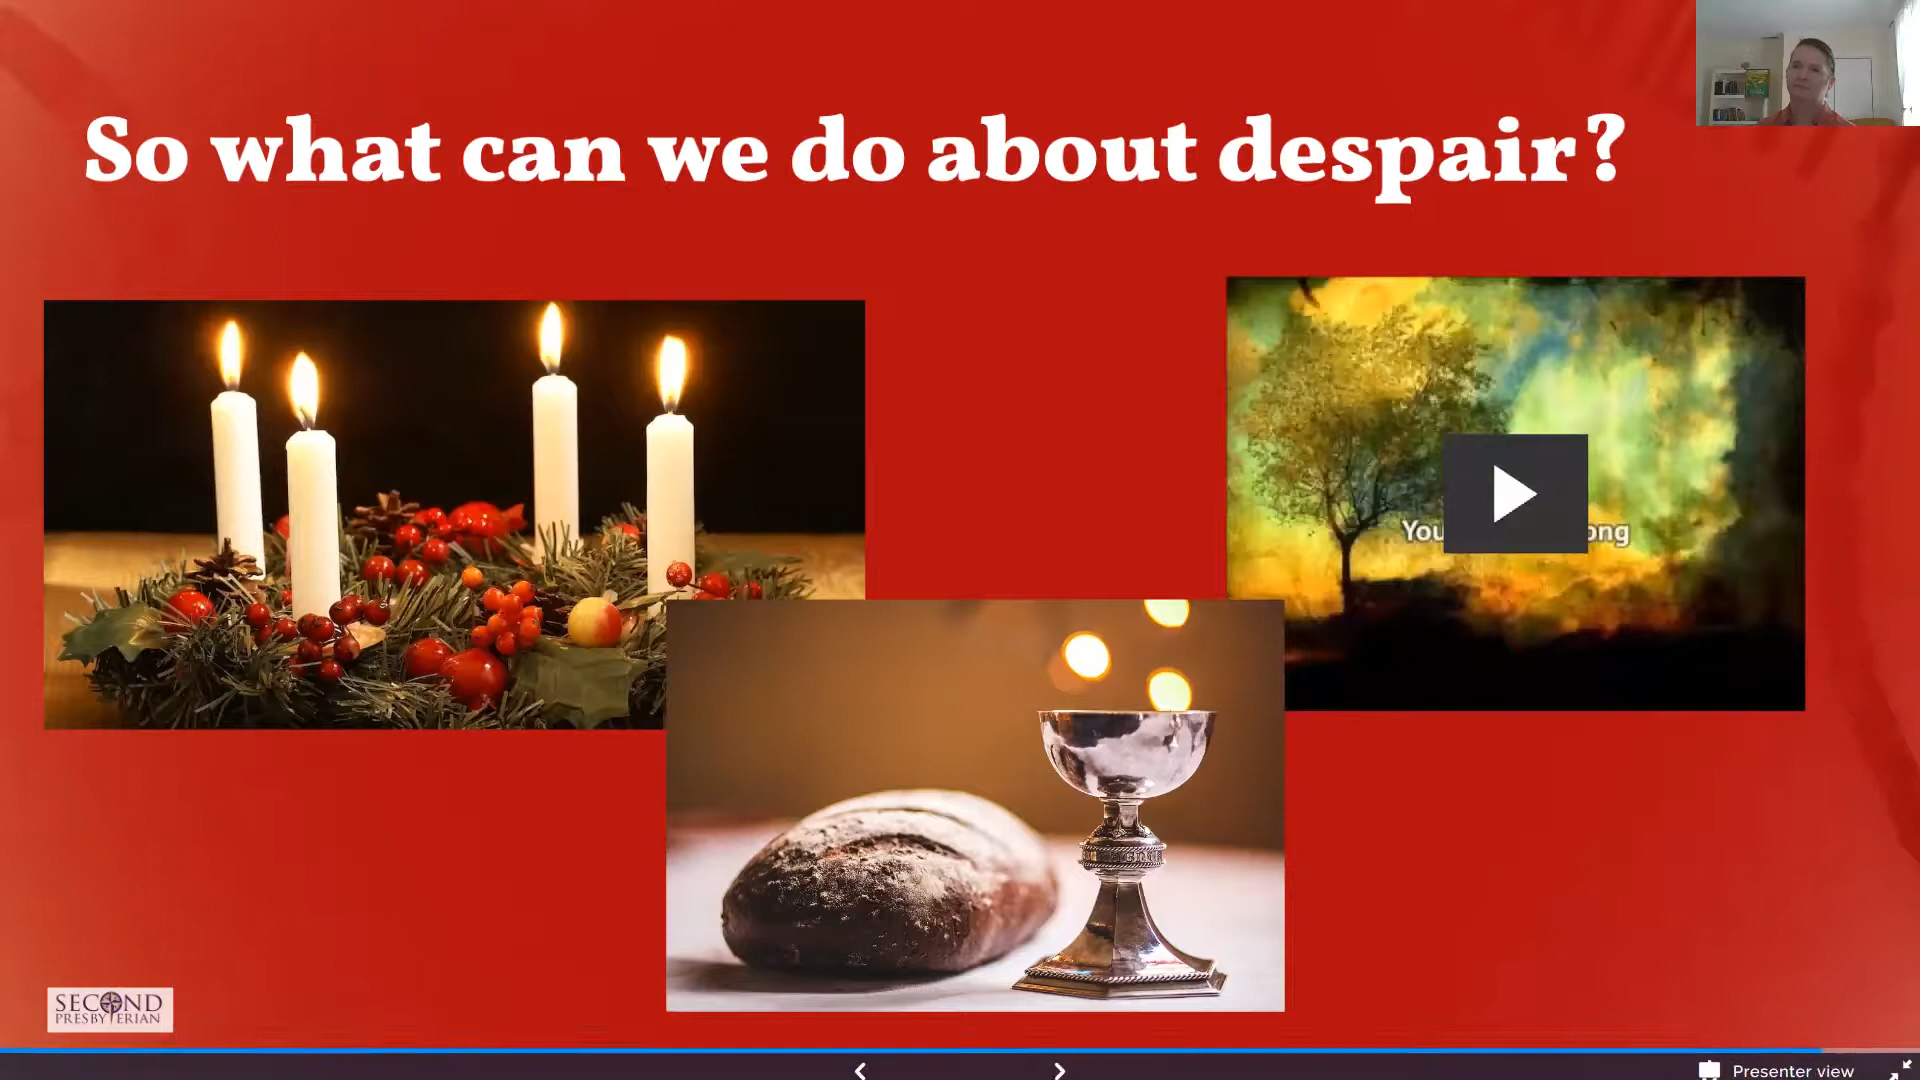 So what can we do about despair?
You
ong
SECOND
PRESBYTERIAN
Presenter view